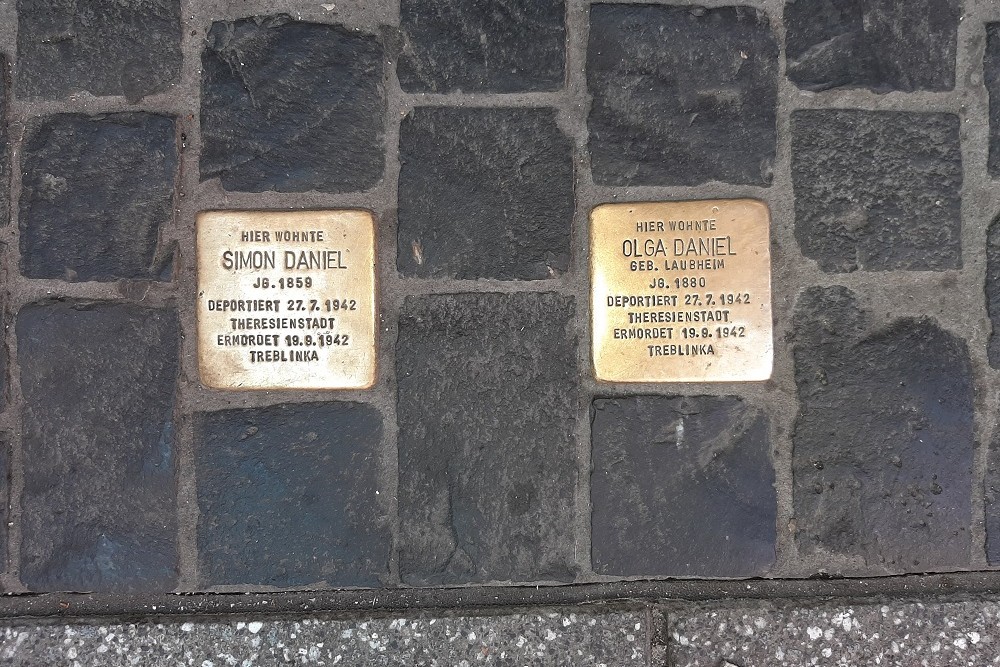 HIER WOHNTE
SIMON DANIEL
JG. 1859
DEPORTIERT 27. 7. 1942
THERESIENSTADT
ERMORDET 19. 9. 1942
TREBLINKA
HIER WOHNTE
OLGA DANIEL
GEB. LAUBHEIM
JG. 1880
DEPORTIERT 27. 7. 1942
THERESIENSTADT
ERMORDET 19. 9. 1942
TREBLINKA